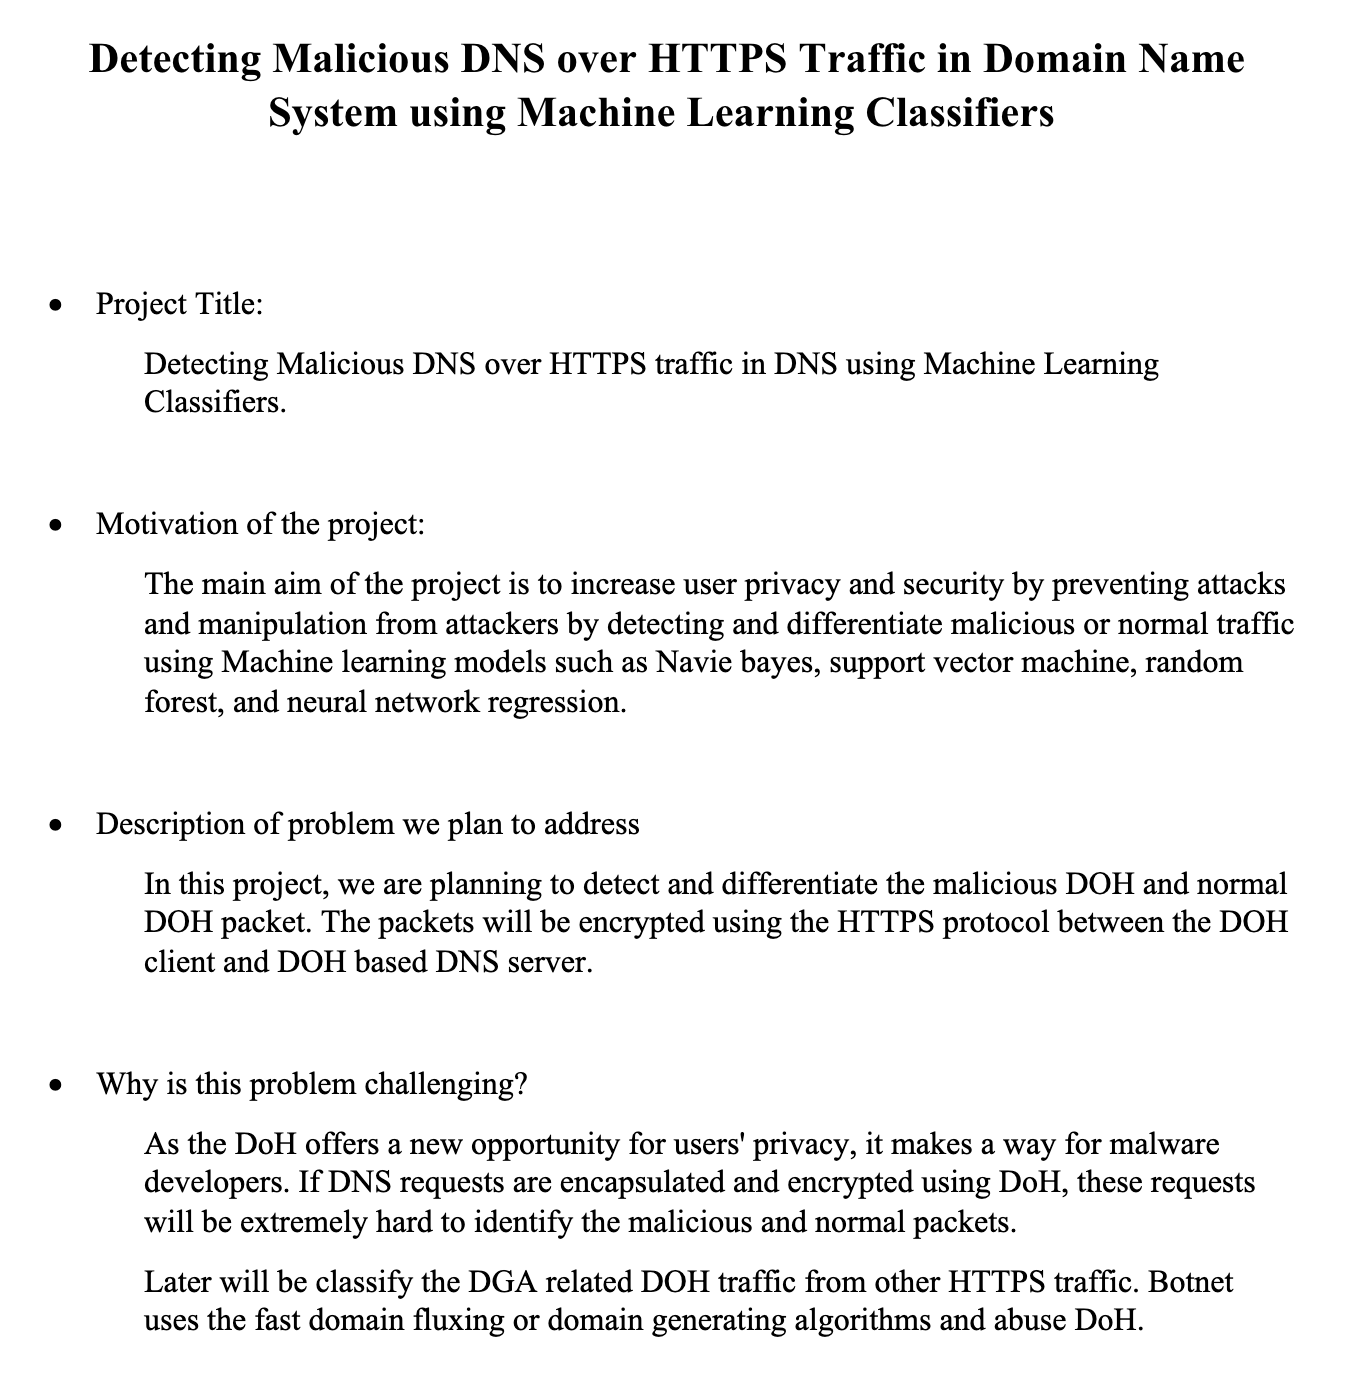 Detecting Malicious DNS over HTTPS Traffic in Domain Name
System using Machine Learning Classifiers
• Project Title:
Detecting Malicious DNS over HTTPS traffic in DNS using Machine Learning
Classifiers.
• Motivation of the project:
The main aim of the project is to increase user privacy and security by preventing attacks
and manipulation from attackers by detecting and differentiate malicious or normal traffic
using Machine learning models such as Navie bayes, support vector machine, random
forest, and neural network regression.
• Description of problem we plan to address
In this project, we are planning to detect and differentiate the malicious DOH and normal
DOH packet. The packets will be encrypted using the HTTPS protocol between the DOH
client and DOH based DNS server.
• Why is this problem challenging?
As the DoH offers a new opportunity for users' privacy, it makes a way for malware
developers. If DNS requests are encapsulated and encrypted using DoH, these requests
will be extremely hard to identify the malicious and normal packets.
Later will be classify the DGA related DOH traffic from other HTTPS traffic. Botnet
uses the fast domain fluxing or domain generating algorithms and abuse DoH.